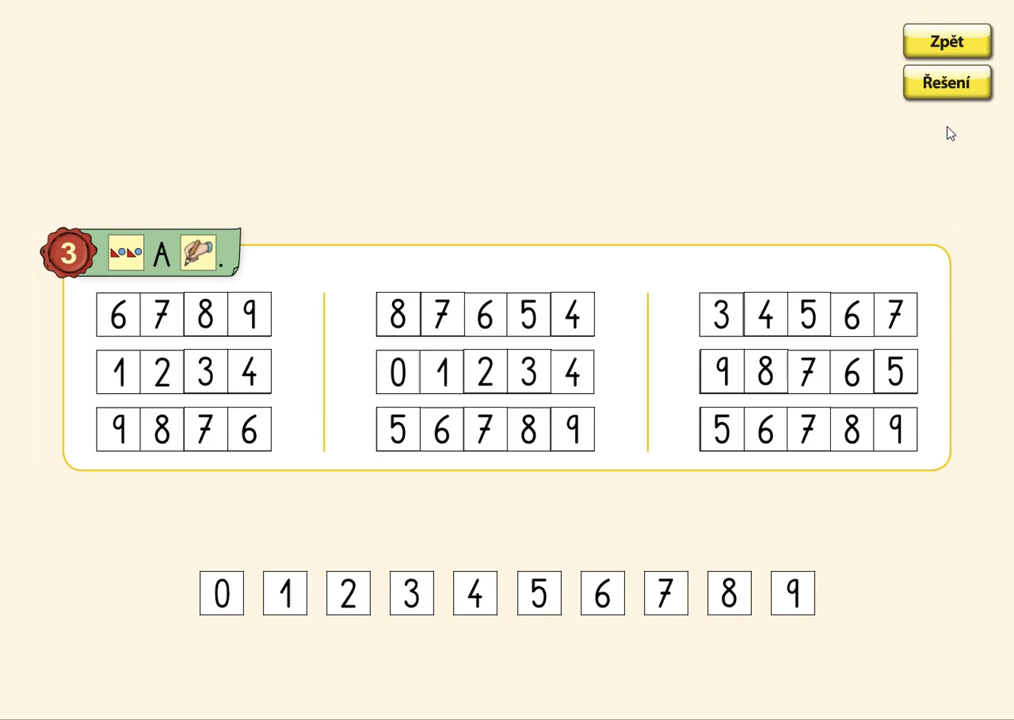 Zpět
Řešení
3 A .
6 7 8 9
1 2 3 4
9 8 7 6
8 7 6 5 4
0 1 2 3 4
5 6 7 8 9
3 4 5 6 7
9 8 7 6 5
5 6 7 8 9
0 1 2 3 4 5 6 7 8 9